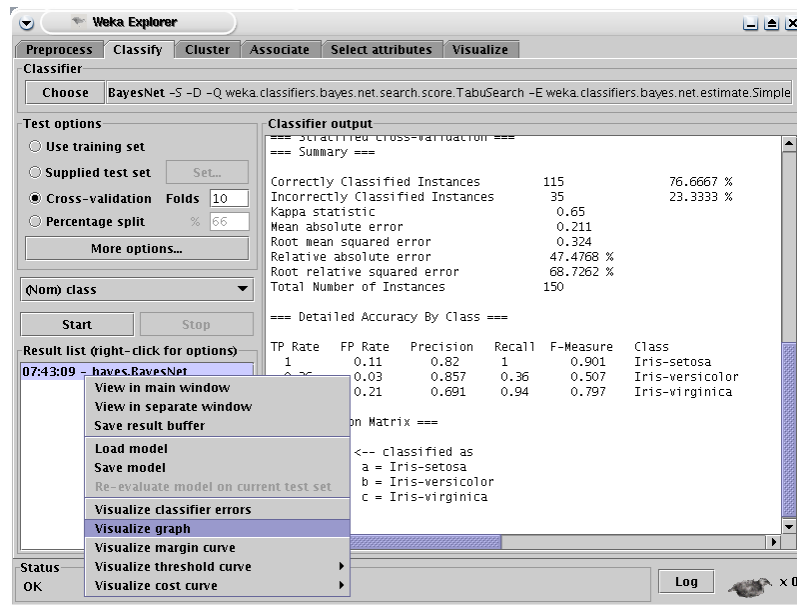 Weka Explorer
Preprocess Classify Cluster Associate Select attributes Visualize
Classifier
Choose BayesNet -S -D -Q weka.classifiers.bayes.net.search.score.TabuSearch -E weka.classifiers.bayes.net.estimate.Simple
Test options
Use training set
Supplied test set Set...
Cross-validation Folds 10
Percentage split % 66
More options...
(Nom) class
Start Stop
Result list (right-click for options)
07:43:09 - bayes.BayesNet
View in main window
View in separate window
Save result buffer
Load model
Save model
Re-evaluate model on current test set
Visualize classifier errors
Visualize graph
Visualize margin curve
Visualize threshold curve
Visualize cost curve
Classifier output
=== Stratified cross-validation ===
=== Summary ===
Correctly Classified Instances 115 76.6667 %
Incorrectly Classified Instances 35 23.3333 %
Kappa statistic 0.65
Mean absolute error 0.211
Root mean squared error 0.324
Relative absolute error 47.4768 %
Root relative squared error 68.7262 %
Total Number of Instances 150
=== Detailed Accuracy By Class ===
TP Rate FP Rate Precision Recall F-Measure Class
1 0.11 0.82 1 0.901 Iris-setosa
0.36 0.03 0.857 0.36 0.507 Iris-versicolor
0.21 0.691 0.94 0.797 Iris-virginica
on Matrix ===
<-- classified as
a = Iris-setosa
b = Iris-versicolor
c = Iris-virginica
Status
OK
Log
x 0